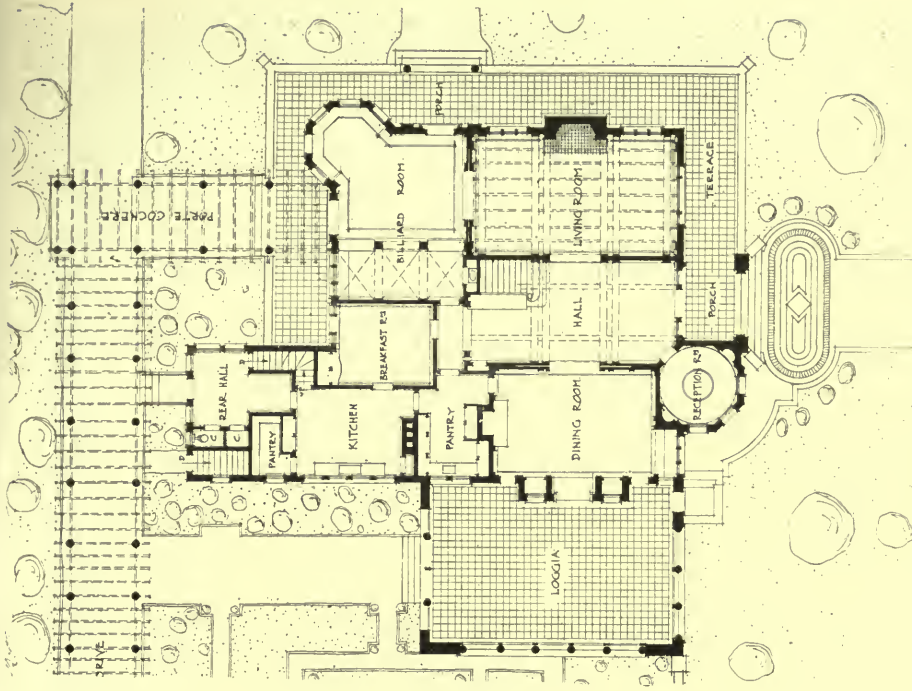 PORCH
TERRACE
LIVING ROOM
BILLIARD ROOM
PORTE COCHERE
HALL
PORCH
BREAKFAST RM
RECEPTION RM
REAR HALL
KITCHEN
PANTRY
PANTRY
DINING ROOM
C
C
D
D
LOGGIA
DRIVE